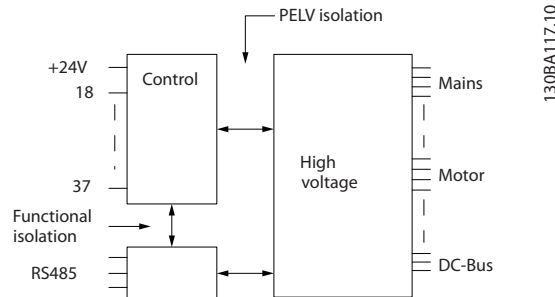 PELV isolation
130BA117.10
+24V
Control
Mains
18
High
voltage
Motor
37
Functional
isolation
DC-Bus
RS485